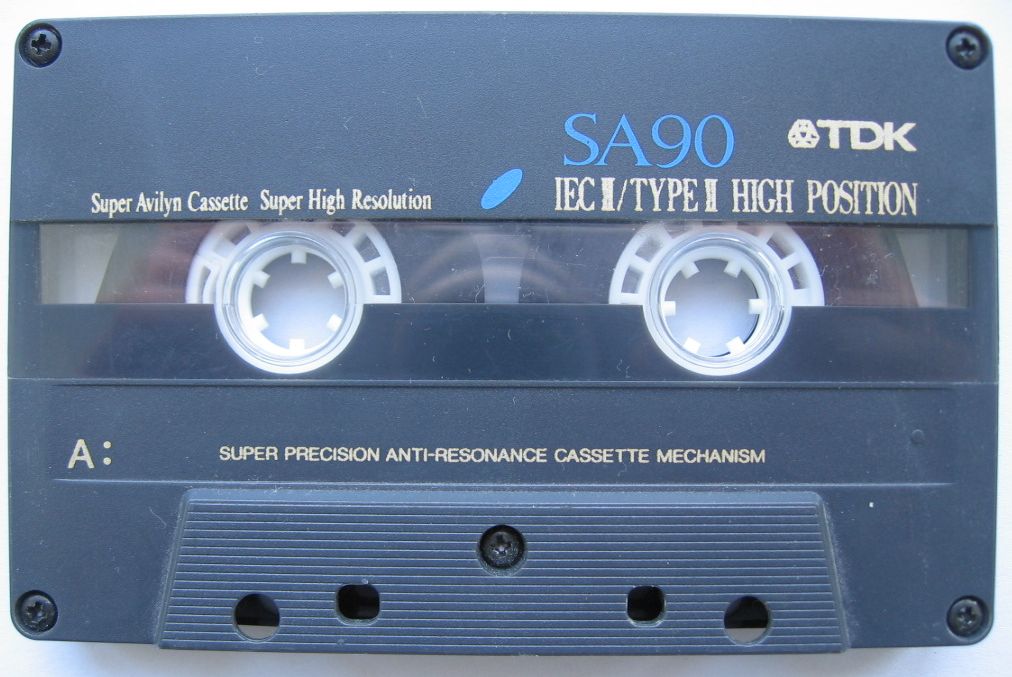 SA90 TDK
Super Avilyn Cassette Super High Resolution
IEC II/TYPE II HIGH POSITION
A:
SUPER PRECISION ANTI-RESONANCE CASSETTE MECHANISM